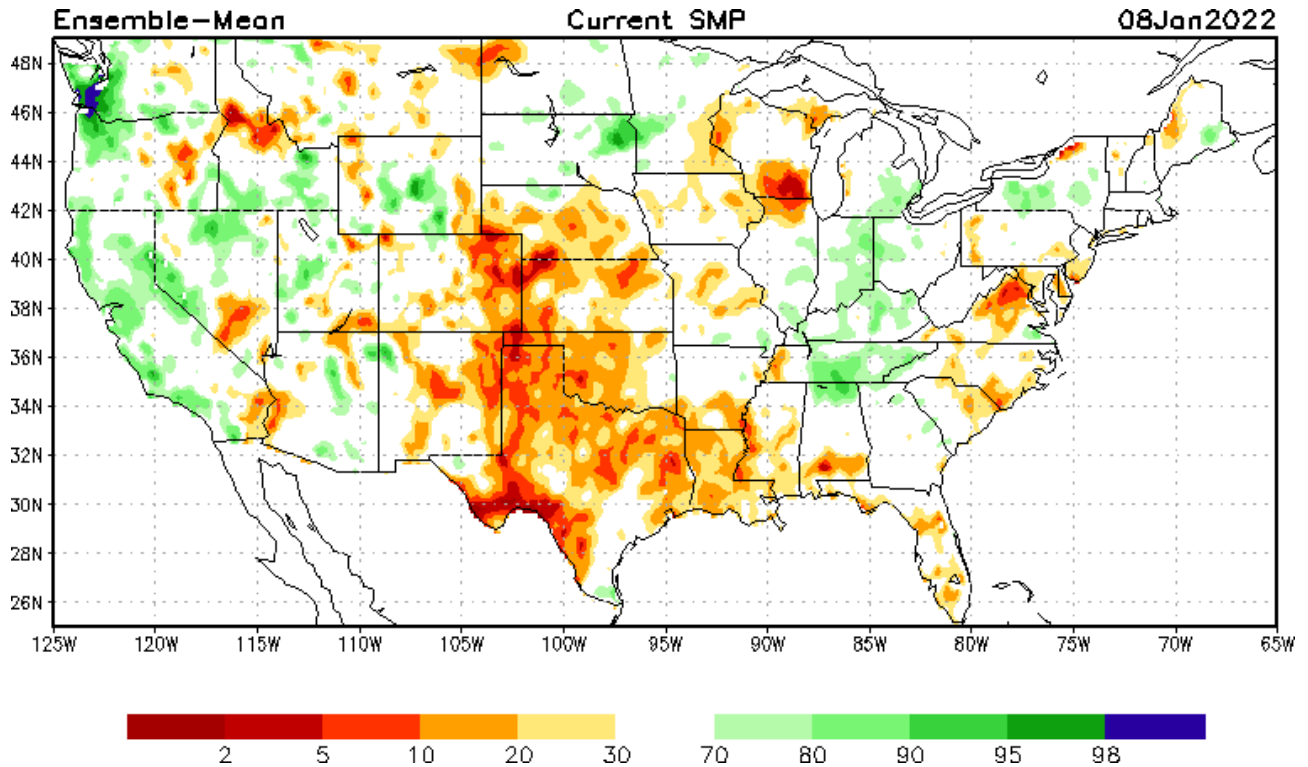 Ensemble-Mean Current SMP 08Jan2022
48N
46N
44N
42N
40N
38N
36N
34N
32N
30N
28N
26N
125W 120W 115W 110W 105W 100W 95W 90W 85W 80W 75W 70W 65W
2 5 10 20 30 70 80 90 95 98